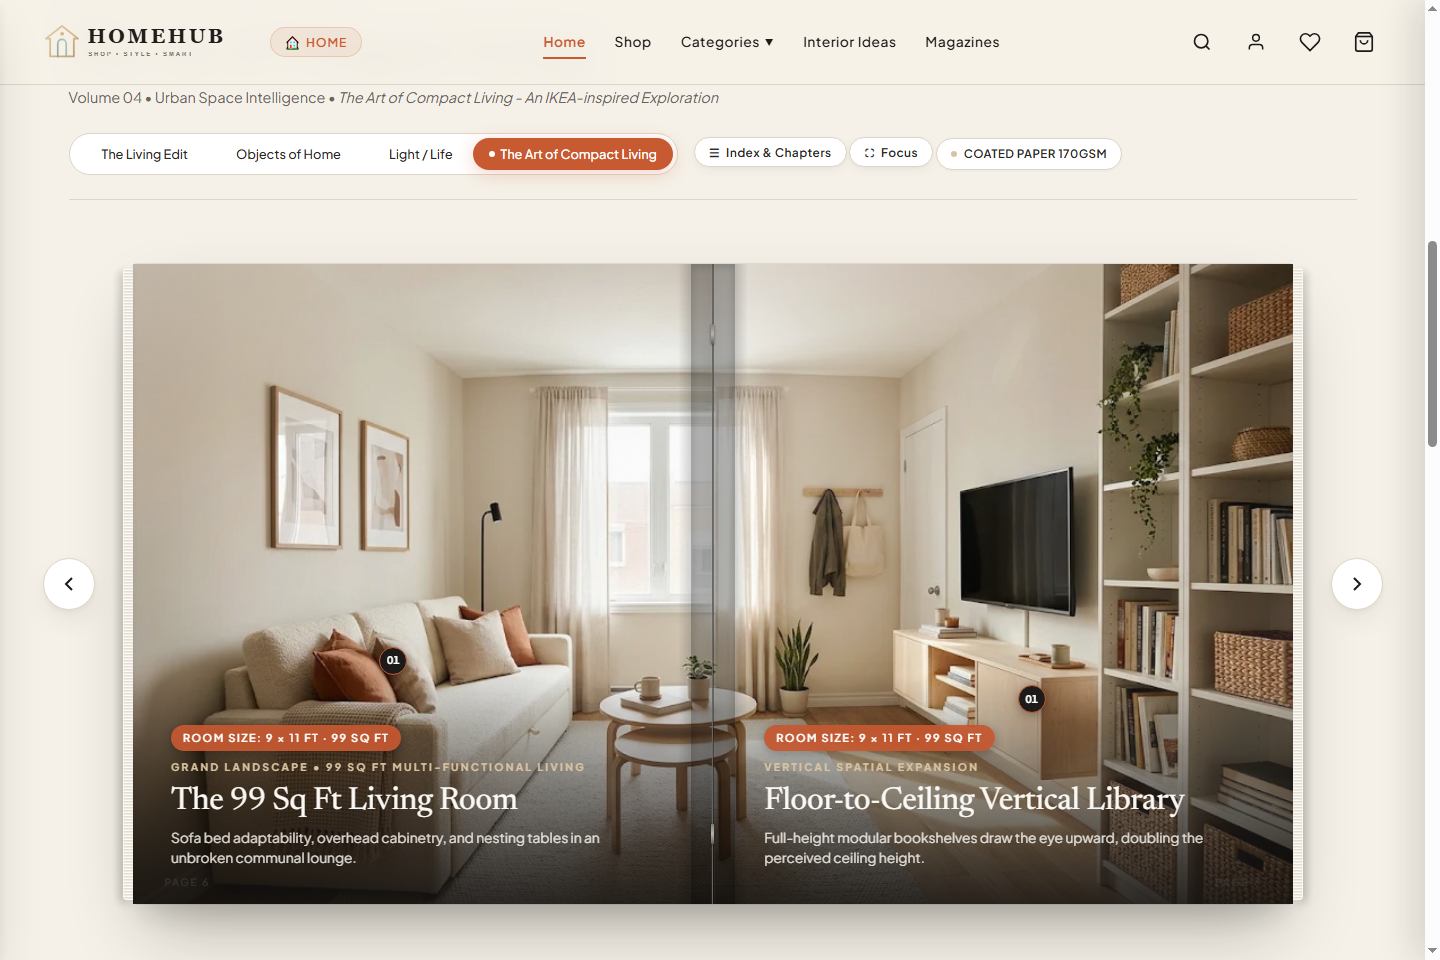 HOMEHUB
SHOP • STYLE • SMART
HOME
Home
Shop
Categories ▼
Interior Ideas
Magazines
Volume 04 • Urban Space Intelligence • The Art of Compact Living - An IKEA-inspired Exploration
The Living Edit
Objects of Home
Light / Life
The Art of Compact Living
Index & Chapters
Focus
COATED PAPER 170GSM
01
01
ROOM SIZE: 9 × 11 FT · 99 SQ FT
GRAND LANDSCAPE • 99 SQ FT MULTI-FUNCTIONAL LIVING
The 99 Sq Ft Living Room
Sofa bed adaptability, overhead cabinetry, and nesting tables in an
unbroken communal lounge.
PAGE 6
ROOM SIZE: 9 × 11 FT · 99 SQ FT
VERTICAL SPATIAL EXPANSION
Floor-to-Ceiling Vertical Library
Full-height modular bookshelves draw the eye upward, doubling the
perceived ceiling height.